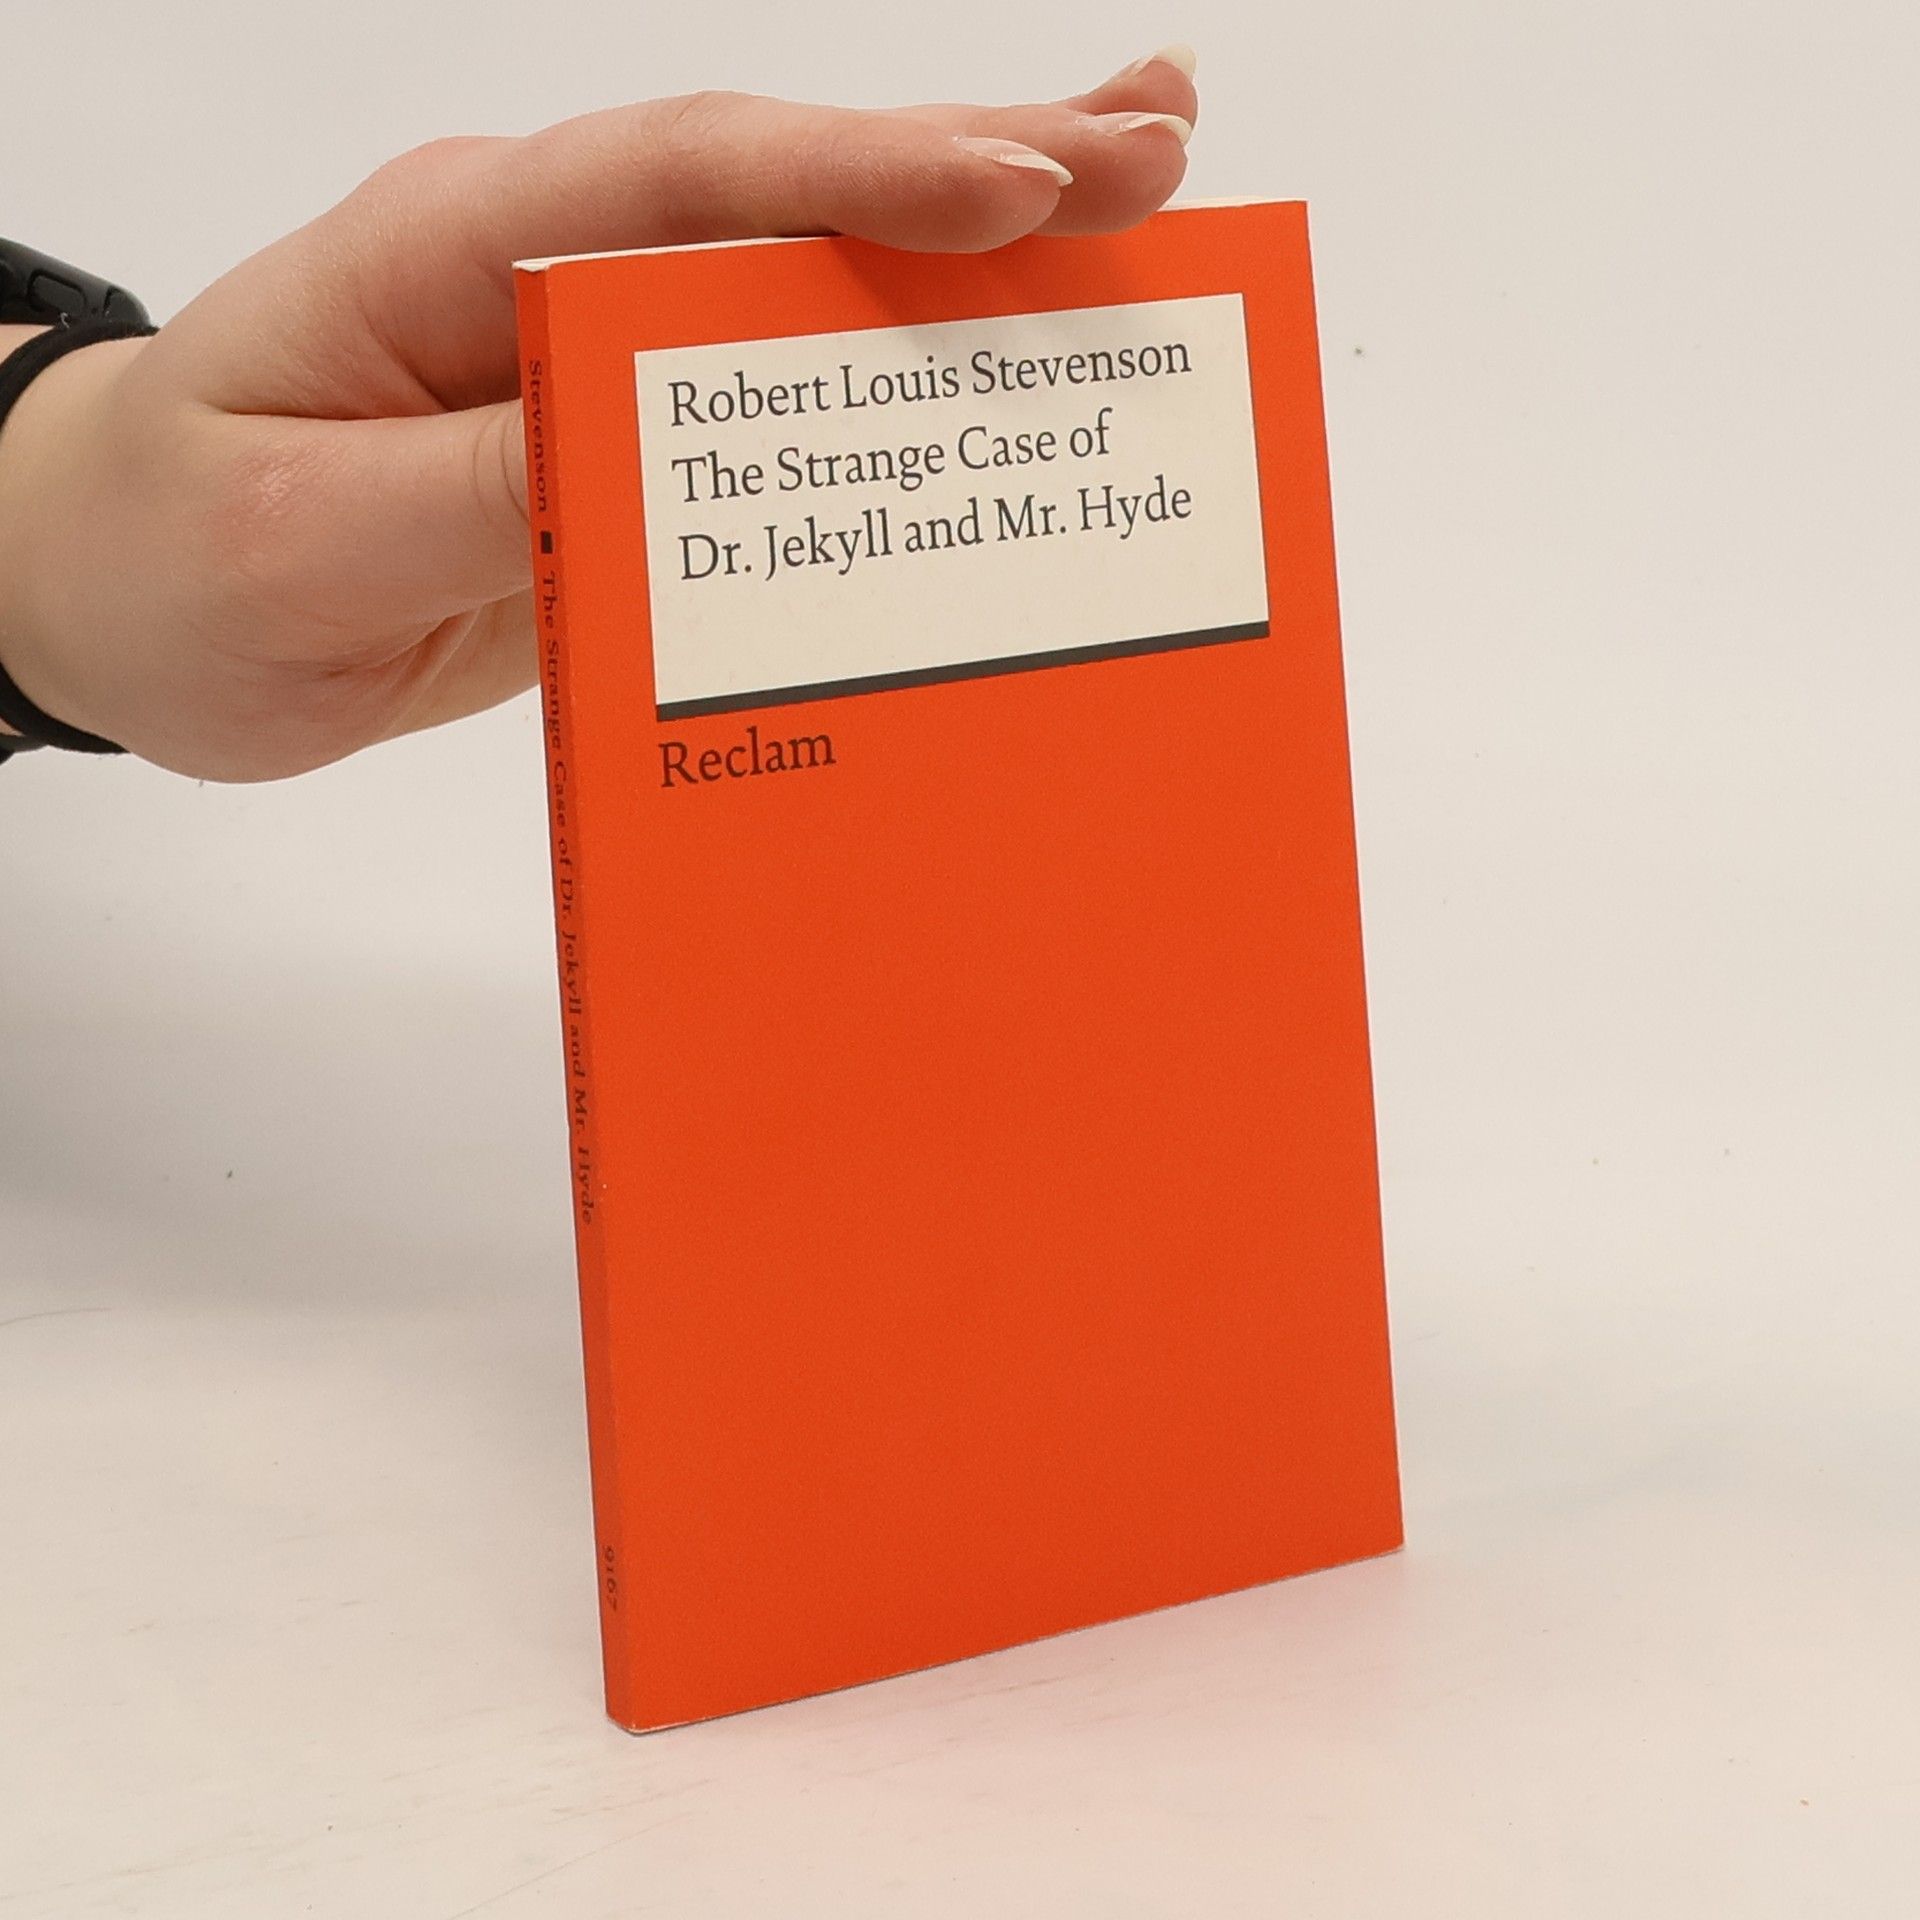 Robert Louis Stevenson
The Strange Case of
Dr. Jekyll and Mr. Hyde
Reclam
Stevenson ■ The Strange Case of Dr. Jekyll and Mr. Hyde
9167